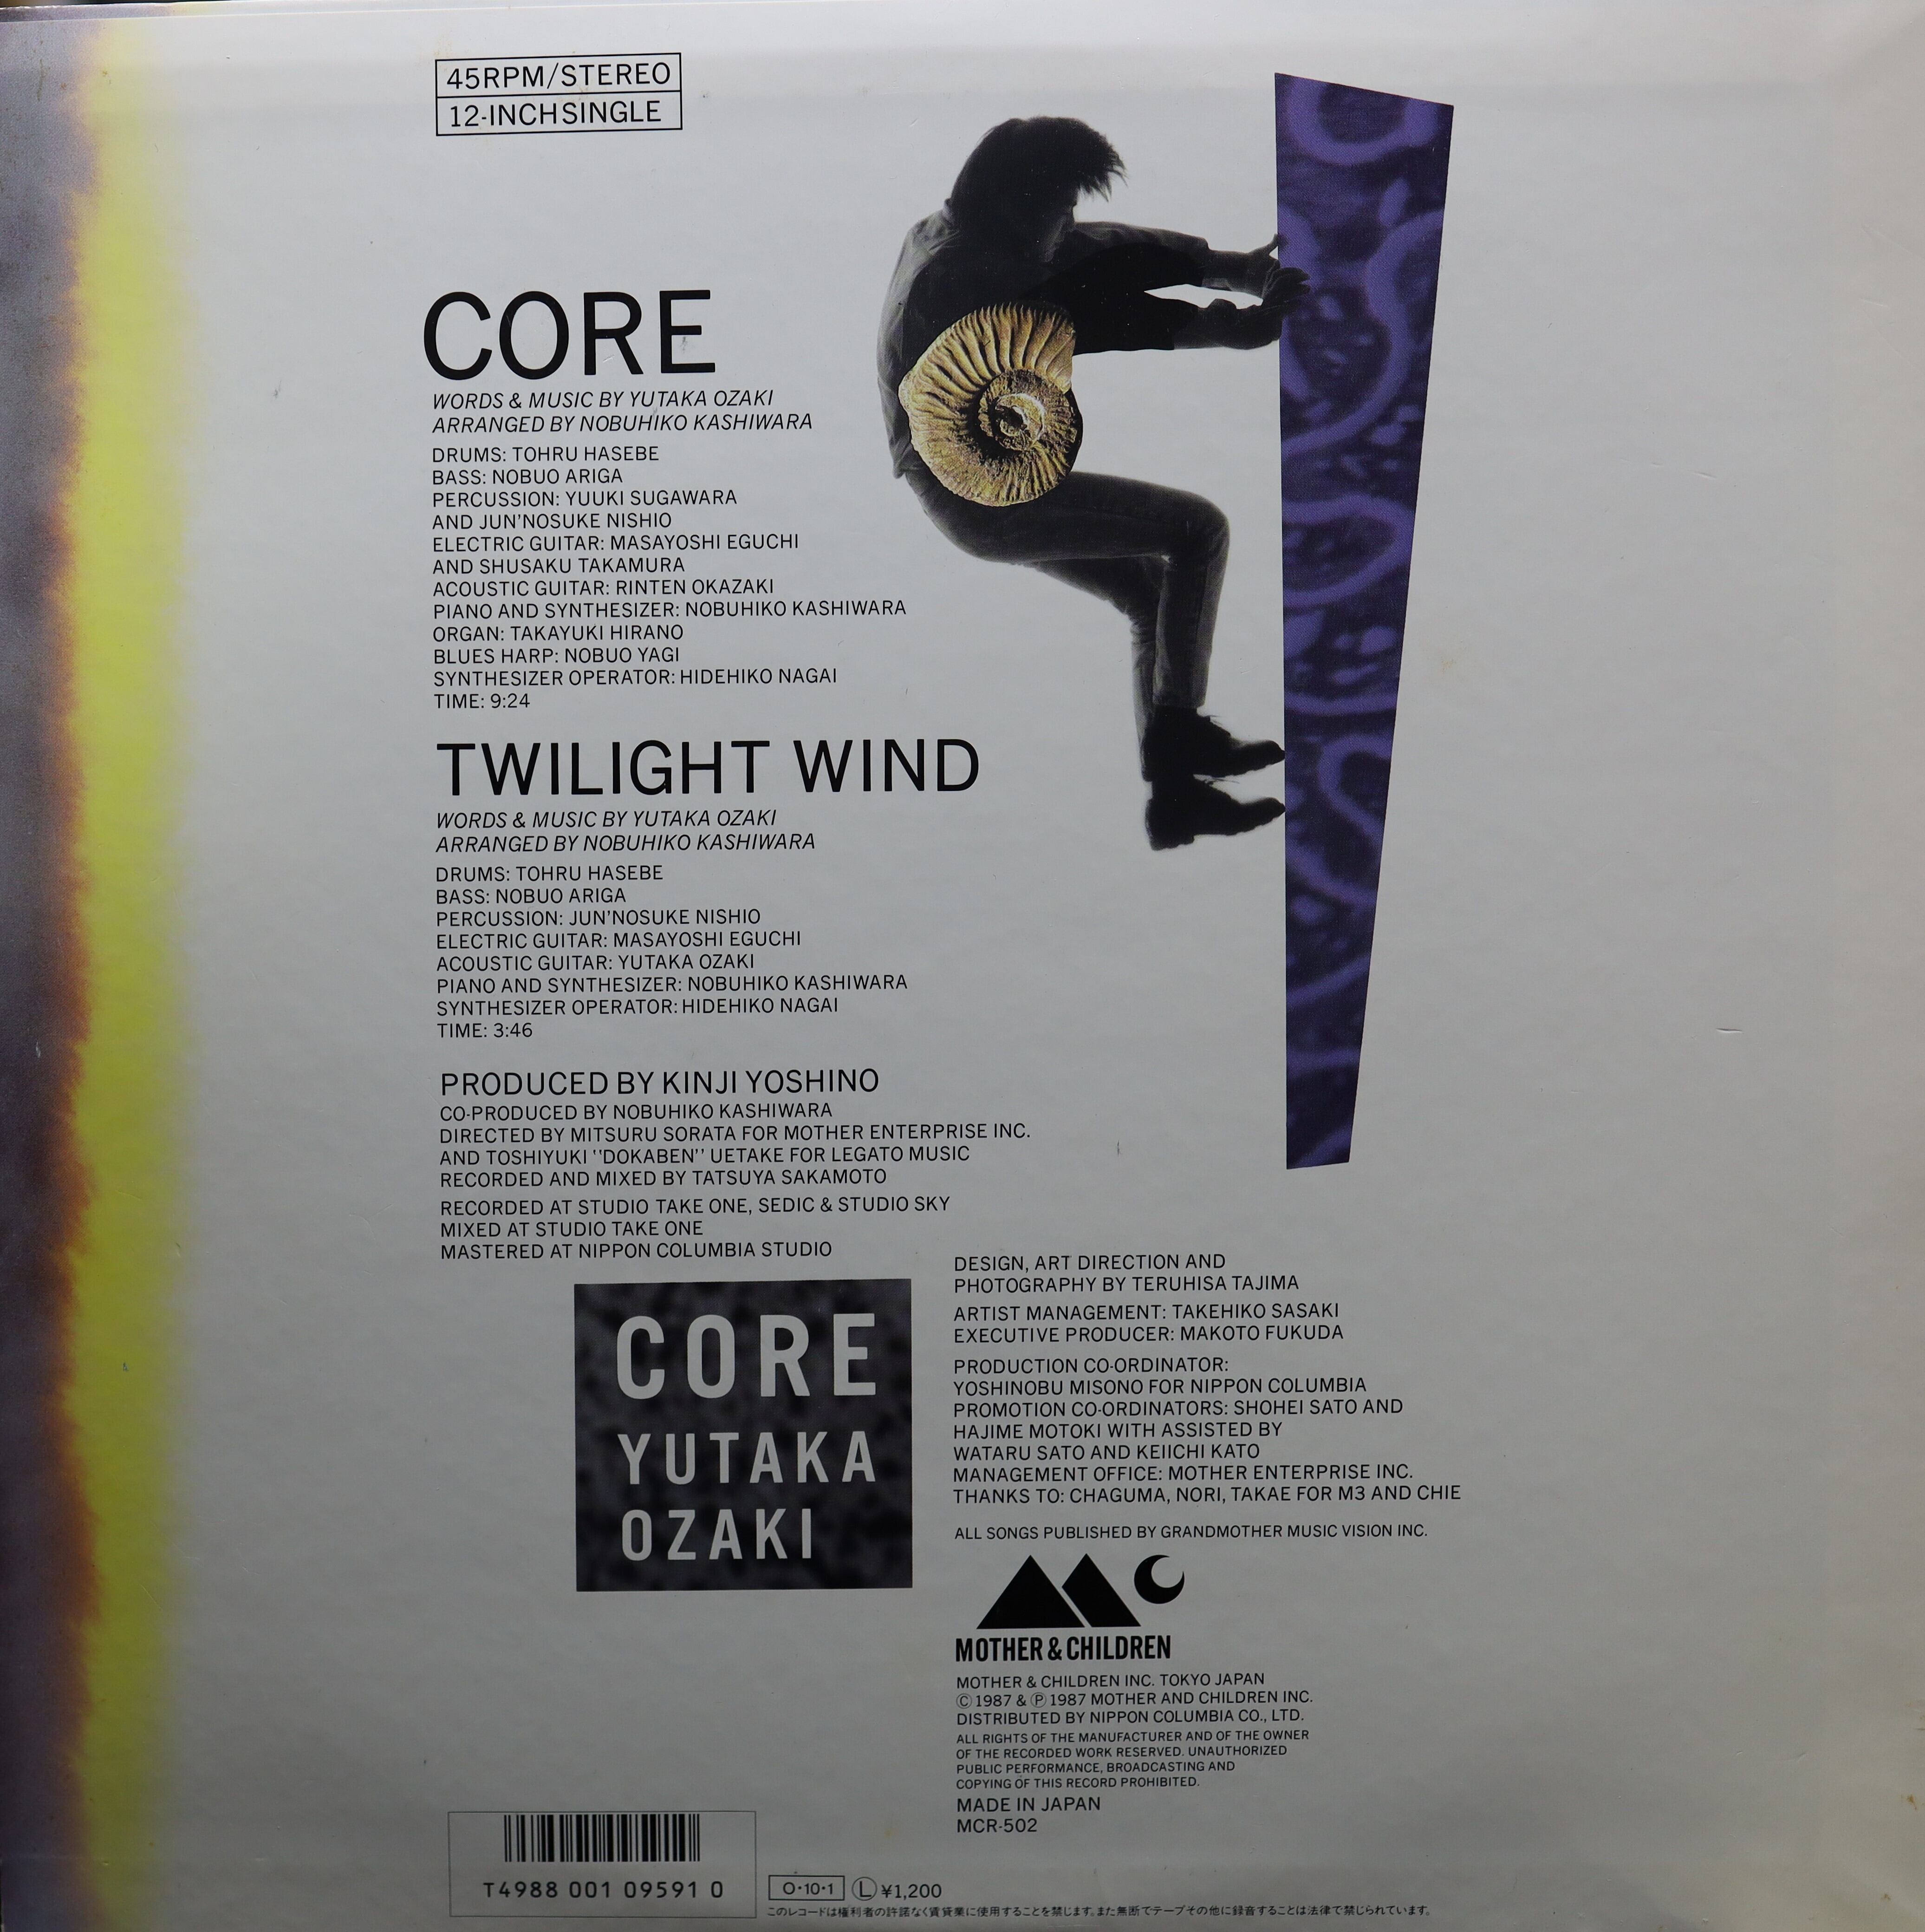 45RPM/STEREO
12-INCH SINGLE
CORE
WORDS & MUSIC BY YUTAKA OZAKI
ARRANGED BY NOBUHIKO KASHIWARA
DRUMS: TOHRU HASEBE
BASS: NOBUO ARIGA
PERCUSSION: YUUKI SUGAWARA
AND JUN'NOSUKE NISHIO
ELECTRIC GUITAR: MASAYOSHI EGUCHI
AND SHUSAKU TAKAMURA
ACOUSTIC GUITAR: RINTEN OKAZAKI
PIANO AND SYNTHESIZER: NOBUHIKO KASHIWARA
ORGAN: TAKAYUKI HIRANO
BLUES HARP: NOBUO YAGI
SYNTHESIZER OPERATOR: HIDEHIKO NAGAI
TIME: 9:24
TWILIGHT WIND
WORDS & MUSIC BY YUTAKA OZAKI
ARRANGED BY NOBUHIKO KASHIWARA
DRUMS: TOHRU HASEBE
BASS: NOBUO ARIGA
PERCUSSION: JUN'NOSUKE NISHIO
ELECTRIC GUITAR: MASAYOSHI EGUCHI
ACOUSTIC GUITAR: YUTAKA OZAKI
PIANO AND SYNTHESIZER: NOBUHIKO KASHIWARA
SYNTHESIZER OPERATOR: HIDEHIKO NAGAI
TIME: 3:46
PRODUCED BY KINJI YOSHINO
CO-PRODUCED BY NOBUHIKO KASHIWARA
DIRECTED BY MITSURU SORATA FOR MOTHER ENTERPRISE INC.
AND TOSHIYUKI "DOKABEN" UETAKE FOR LEGATO MUSIC
RECORDED AND MIXED BY TATSUYA SAKAMOTO
RECORDED AT STUDIO TAKE ONE, SEDIC & STUDIO SKY
MIXED AT STUDIO TAKE ONE
MASTERED AT NIPPON COLUMBIA STUDIO
CORE
YUTAKA
OZAKI
DESIGN, ART DIRECTION AND
PHOTOGRAPHY BY TERUHISA TAJIMA
ARTIST MANAGEMENT: TAKEHIKO SASAKI
EXECUTIVE PRODUCER: MAKOTO FUKUDA
PRODUCTION CO-ORDINATOR:
YOSHINOBU MISONO FOR NIPPON COLUMBIA
PROMOTION CO-ORDINATORS: SHOHEI SATO AND
HAJIME MOTOKI WITH ASSISTED BY
WATARU SATO AND KEIICHI KATO
MANAGEMENT OFFICE: MOTHER ENTERPRISE INC.
THANKS TO: CHAGUMA, NORI, TAKAE FOR M3 AND CHIE
ALL SONGS PUBLISHED BY GRANDMOTHER MUSIC VISION INC.
MOTHER & CHILDREN
MOTHER & CHILDREN INC. TOKYO JAPAN
Ⓒ 1987 & Ⓟ 1987 MOTHER AND CHILDREN INC.
DISTRIBUTED BY NIPPON COLUMBIA CO., LTD.
ALL RIGHTS OF THE MANUFACTURER AND OF THE OWNER
OF THE RECORDED WORK RESERVED. UNAUTHORIZED
PUBLIC PERFORMANCE, BROADCASTING AND
COPYING OF THIS RECORD PROHIBITED.
MADE IN JAPAN
MCR-502
T4988 001 09591 0
O・10・1 Ⓛ ¥1,200
このレコードは権利者の許諾なく賃貸業に使用することを禁じます。また無断でテープその他に録音することは法律で禁じられています。